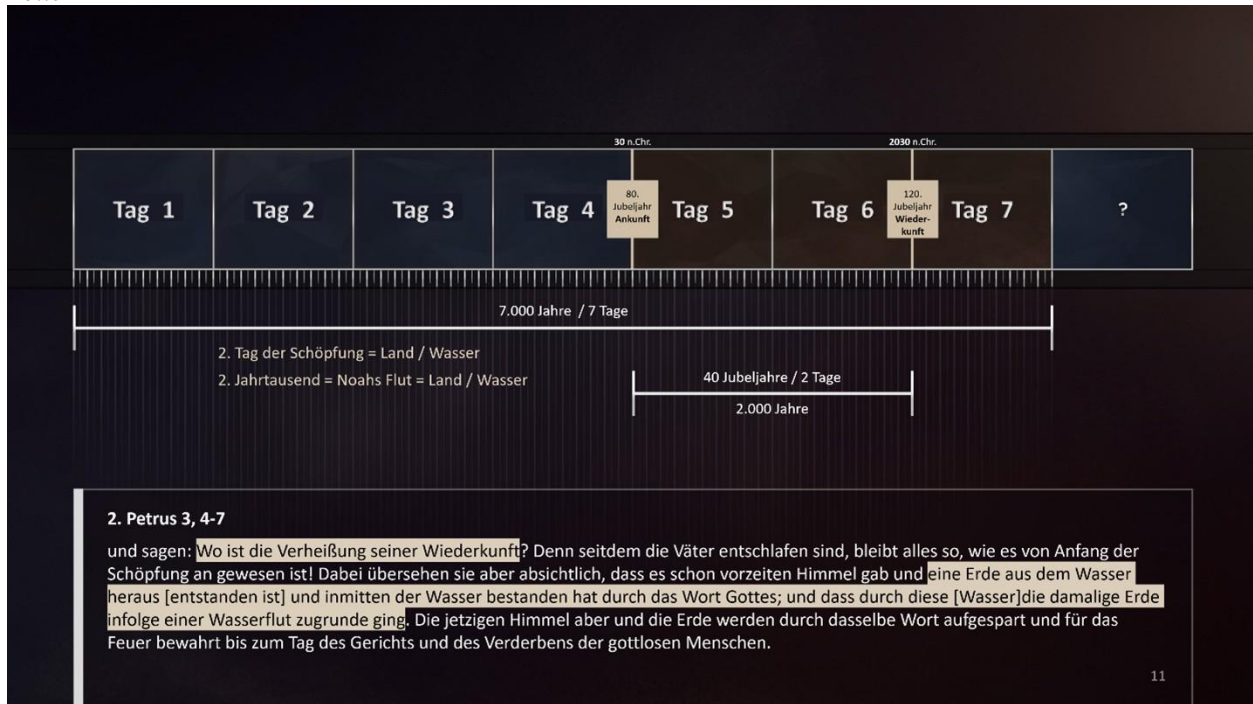 30 n.Chr.
2030 n.Chr.
Tag 1
Tag 2
Tag 3
Tag 4
80.
Jubeljahr
Ankunft
Tag 5
Tag 6
120.
Jubeljahr
Wieder-
kunft
Tag 7
?
7.000 Jahre / 7 Tage
2. Tag der Schöpfung = Land / Wasser
2. Jahrtausend = Noahs Flut = Land / Wasser
40 Jubeljahre / 2 Tage
2.000 Jahre
2. Petrus 3, 4-7
und sagen: Wo ist die Verheißung seiner Wiederkunft? Denn seitdem die Väter entschlafen sind, bleibt alles so, wie es von Anfang der
Schöpfung an gewesen ist! Dabei übersehen sie aber absichtlich, dass es schon vorzeiten Himmel gab und eine Erde aus dem Wasser
heraus [entstanden ist] und inmitten der Wasser bestanden hat durch das Wort Gottes; und dass durch diese [Wasser]die damalige Erde
infolge einer Wasserflut zugrunde ging. Die jetzigen Himmel aber und die Erde werden durch dasselbe Wort aufgespart und für das
Feuer bewahrt bis zum Tag des Gerichts und des Verderbens der gottlosen Menschen.
11